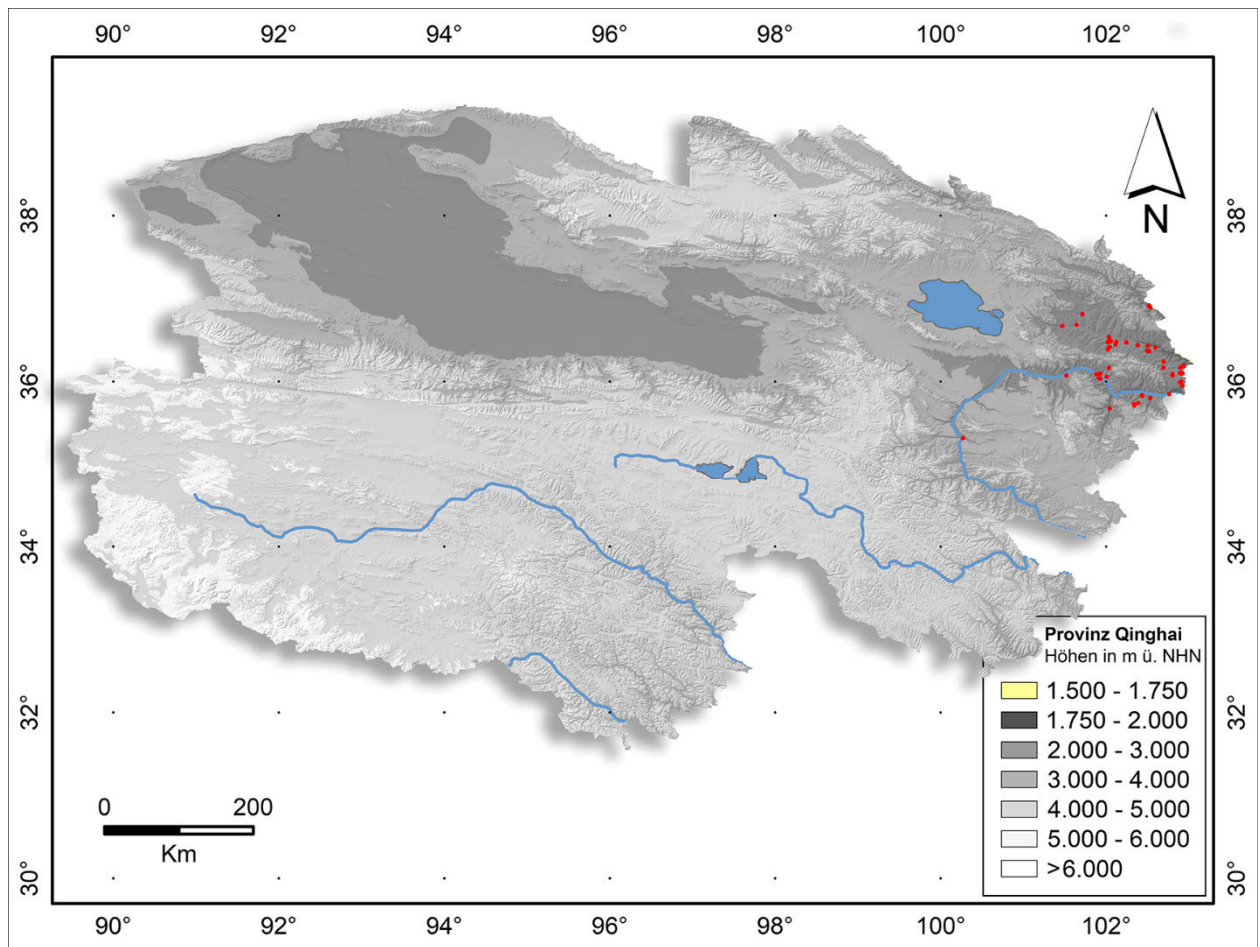 90° 92° 94° 96° 98° 100° 102°
38° 38°
N
36° 36°
34° 34°
Provinz Qinghai
Höhen in m ü. NHN
1.500 - 1.750
32° 1.750 - 2.000 32°
2.000 - 3.000
3.000 - 4.000
0 200 4.000 - 5.000
Km 5.000 - 6.000
30° >6.000 30°
90° 92° 94° 96° 98° 100° 102°